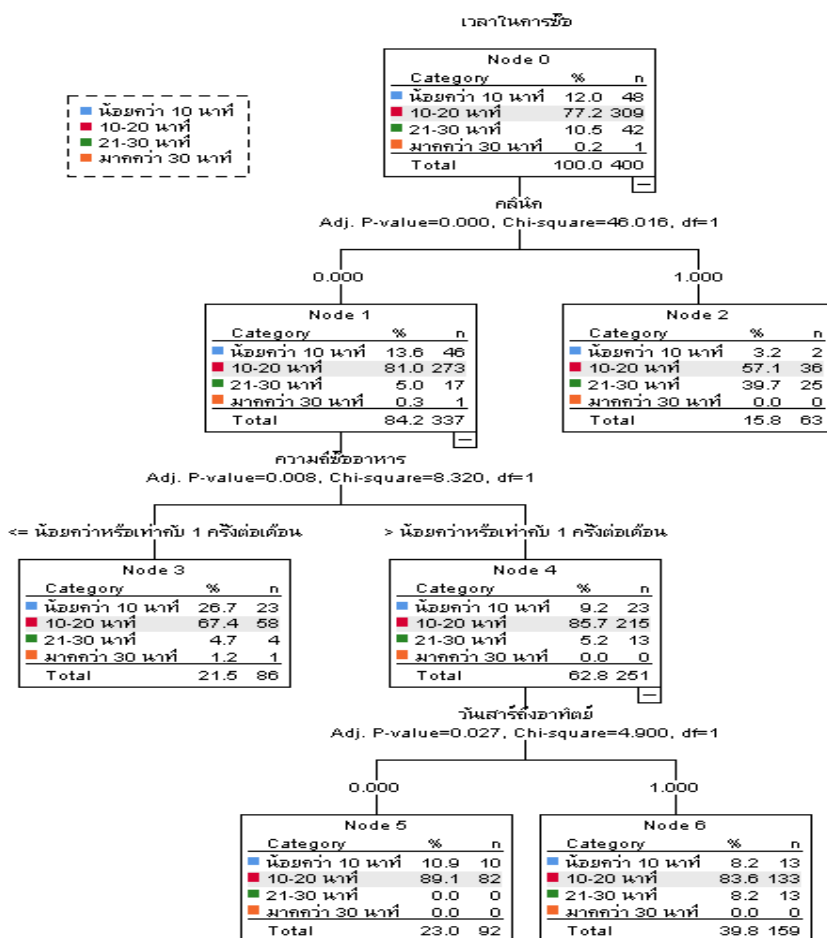 เวลาในการซื้อ
น้อยกว่า 10 นาที
10-20 นาที
21-30 นาที
มากกว่า 30 นาที
Node 0
Category % n
น้อยกว่า 10 นาที 12.0 48
10-20 นาที 77.2 309
21-30 นาที 10.5 42
มากกว่า 30 นาที 0.2 1
Total 100.0 400
คลินิก
Adj. P-value=0.000, Chi-square=46.016, df=1
0.000
1.000
Node 1
Category % n
น้อยกว่า 10 นาที 13.6 46
10-20 นาที 81.0 273
21-30 นาที 5.0 17
มากกว่า 30 นาที 0.3 1
Total 84.2 337
Node 2
Category % n
น้อยกว่า 10 นาที 3.2 2
10-20 นาที 57.1 36
21-30 นาที 39.7 25
มากกว่า 30 นาที 0.0 0
Total 15.8 63
ความถี่ซื้ออาหาร
Adj. P-value=0.008, Chi-square=8.320, df=1
<= น้อยกว่าหรือเท่ากับ 1 ครั้งต่อเดือน
> น้อยกว่าหรือเท่ากับ 1 ครั้งต่อเดือน
Node 3
Category % n
น้อยกว่า 10 นาที 26.7 23
10-20 นาที 67.4 58
21-30 นาที 4.7 4
มากกว่า 30 นาที 1.2 1
Total 21.5 86
Node 4
Category % n
น้อยกว่า 10 นาที 9.2 23
10-20 นาที 85.7 215
21-30 นาที 5.2 13
มากกว่า 30 นาที 0.0 0
Total 62.8 251
วันเสาร์ถึงอาทิตย์
Adj. P-value=0.027, Chi-square=4.900, df=1
0.000
1.000
Node 5
Category % n
น้อยกว่า 10 นาที 10.9 10
10-20 นาที 89.1 82
21-30 นาที 0.0 0
มากกว่า 30 นาที 0.0 0
Total 23.0 92
Node 6
Category % n
น้อยกว่า 10 นาที 8.2 13
10-20 นาที 83.6 133
21-30 นาที 8.2 13
มากกว่า 30 นาที 0.0 0
Total 39.8 159